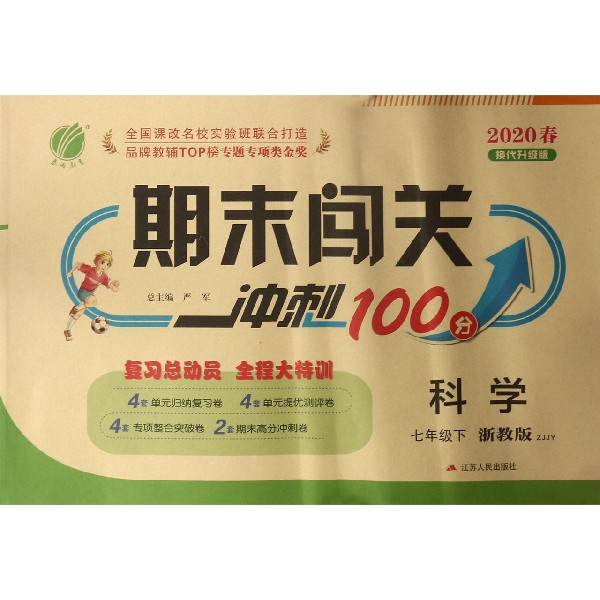 春雨教育
全国课改名校实验班联合打造
品牌教辅TOP榜专题专项类金奖
2020春
换代升级版
期末闯关
总主编 严 军
冲刺100分
复习总动员 全程大特训
4套单元归纳复习卷 4套单元提优测评卷
4套专项整合突破卷 2套期末高分冲刺卷
科学
七年级下 浙教版 ZJJY
江苏人民出版社